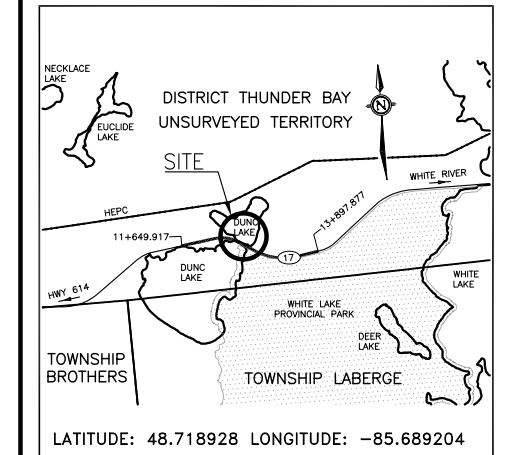 NECKLACE
LAKE
EUCLIDE
LAKE
DISTRICT THUNDER BAY
UNSURVEYED TERRITORY
N
SITE
WHITE RIVER
HEPC
DUNC
LAKE
11+649.917
13+897.877
17
DUNC
LAKE
HWY 614
WHITE
LAKE
WHITE LAKE
PROVINCIAL PARK
DEER
LAKE
TOWNSHIP
BROTHERS
TOWNSHIP LABERGE
LATITUDE: 48.718928 LONGITUDE: -85.689204